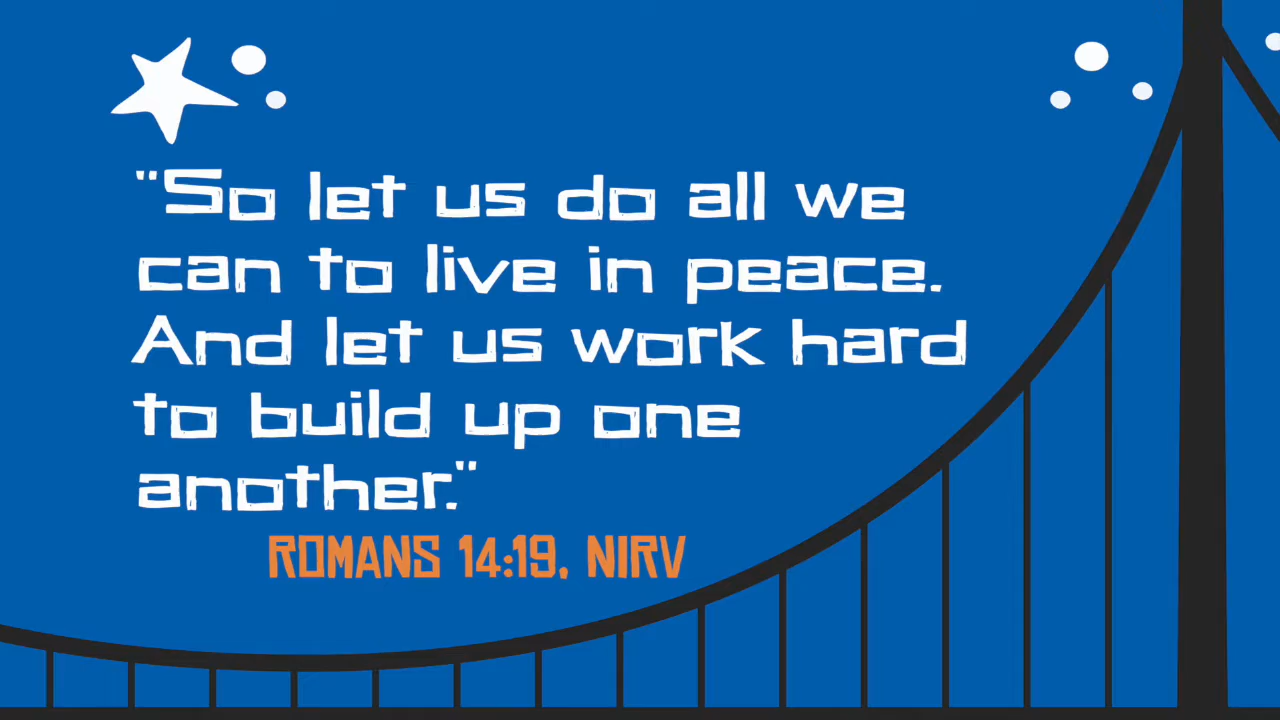 "So let us do all we
can to live in peace.
And let us work hard
to build up one
another."
ROMANS 14:19, NIRV